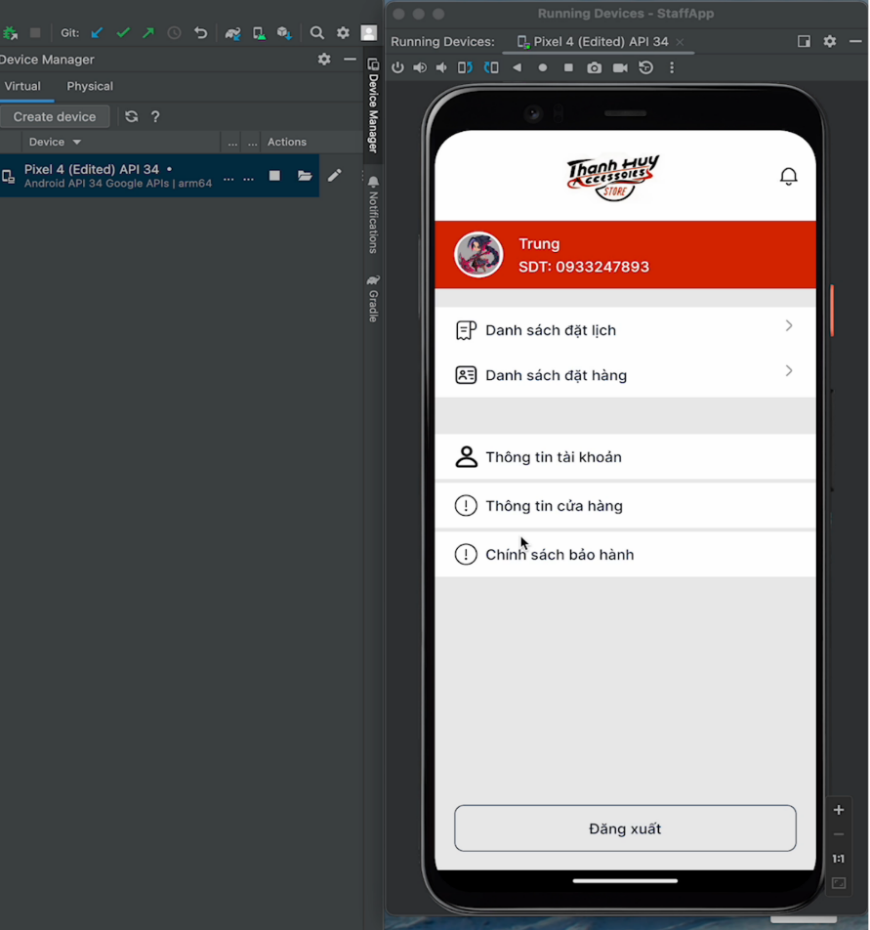 Running Devices - StaffApp
Git:
Running Devices:
Pixel 4 (Edited) API 34
Device Manager
Virtual
Physical
Create device
?
Device
...
...
Actions
Pixel 4 (Edited) API 34
Android API 34 Google APIs | arm64
...
...
Device Manager
Notifications
Gradle
Thanh Huy
Accessoies
STORE
Trung
SDT: 0933247893
Danh sách đặt lịch
Danh sách đặt hàng
Thông tin tài khoản
Thông tin cửa hàng
Chính sách bảo hành
Đăng xuất
1:1